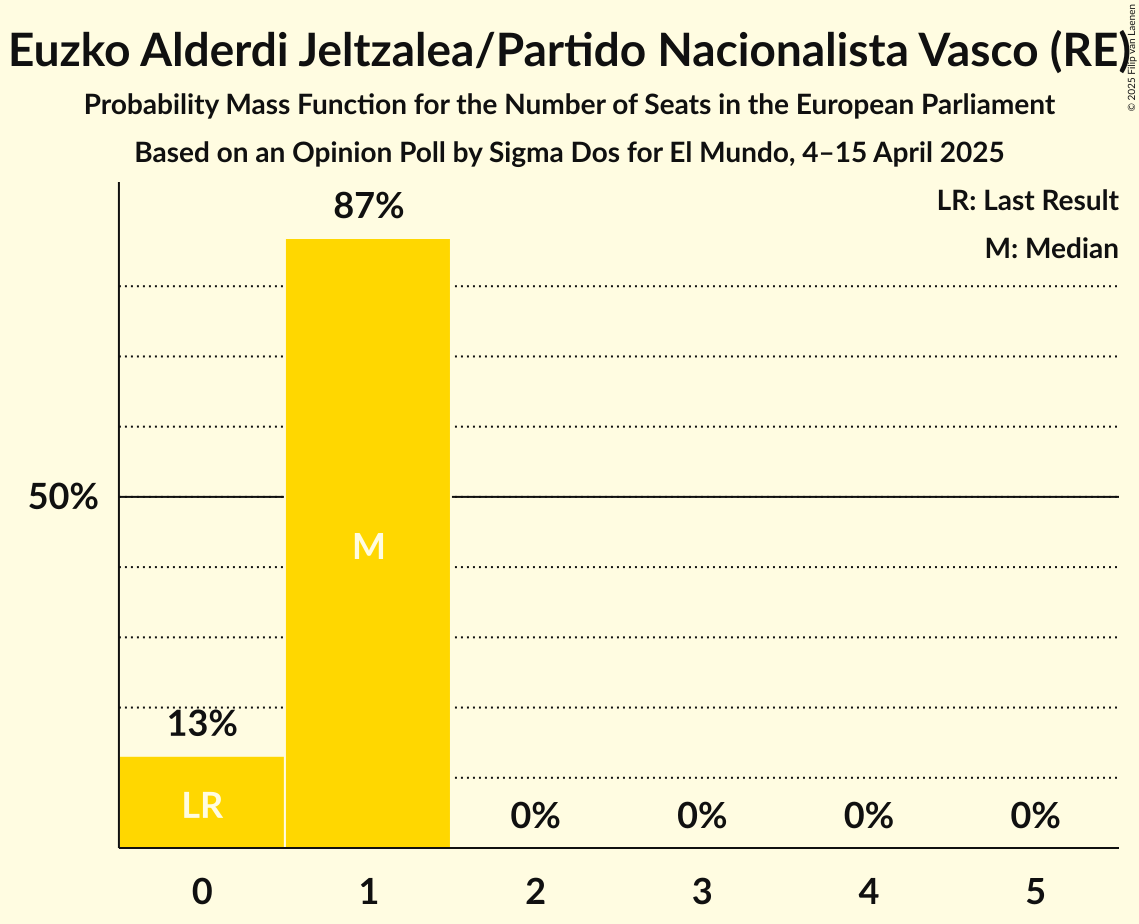 Euzko Alderdi Jeltzalea/Partido Nacionalista Vasco (RE)
© 2025 Filip van Laenen
Probability Mass Function for the Number of Seats in the European Parliament
Based on an Opinion Poll by Sigma Dos for El Mundo, 4–15 April 2025
LR: Last Result
M: Median
87%
50%
M
13%
LR
0% 0% 0% 0%
0 1 2 3 4 5